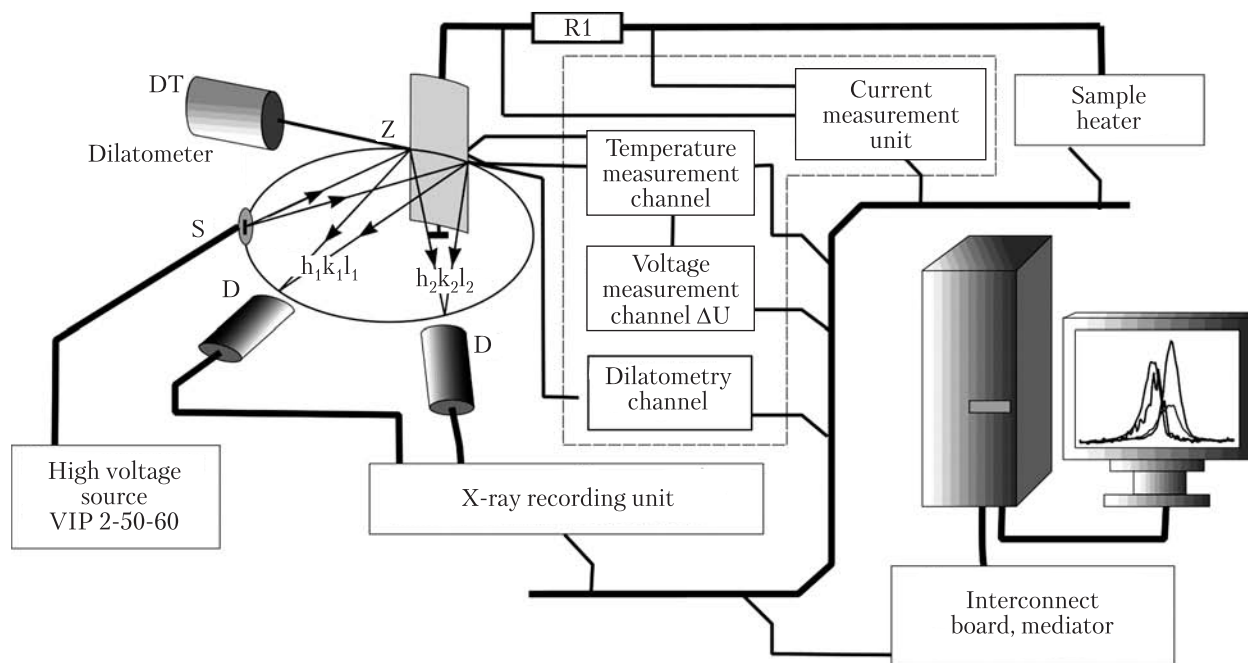 R1
DT
Dilatometer
Z
S
h₁k₁l₁
h₂k₂l₂
D
D
Current
measurement
unit
Sample
heater
Temperature
measurement
channel
Voltage
measurement
channel ΔU
Dilatometry
channel
High voltage
source
VIP 2-50-60
X-ray recording unit
Interconnect
board, mediator